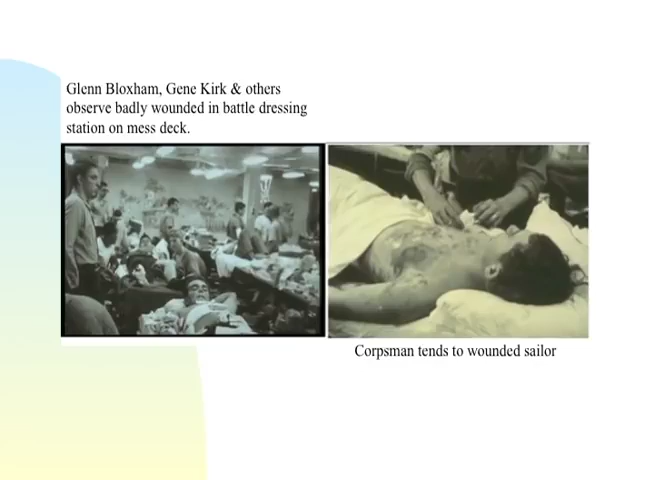 Glenn Bloxham, Gene Kirk & others
observe badly wounded in battle dressing
station on mess deck.
Corpsman tends to wounded sailor